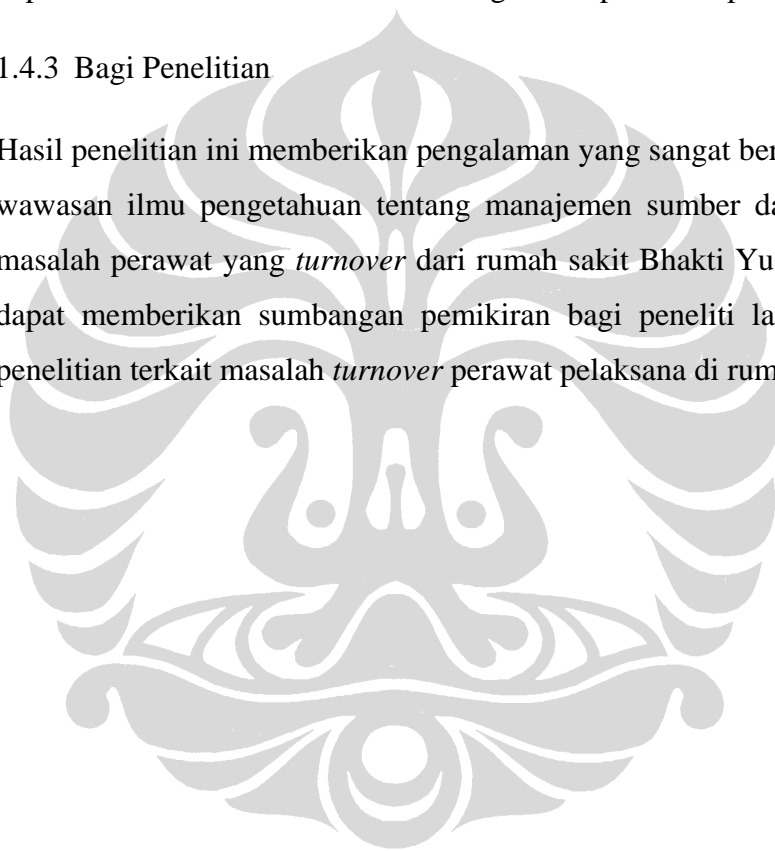 1.4.3 Bagi Penelitian
Hasil penelitian ini memberikan pengalaman yang sangat ber
wawasan ilmu pengetahuan tentang manajemen sumber da
masalah perawat yang turnover dari rumah sakit Bhakti Yu
dapat memberikan sumbangan pemikiran bagi peneliti la
penelitian terkait masalah turnover perawat pelaksana di rum